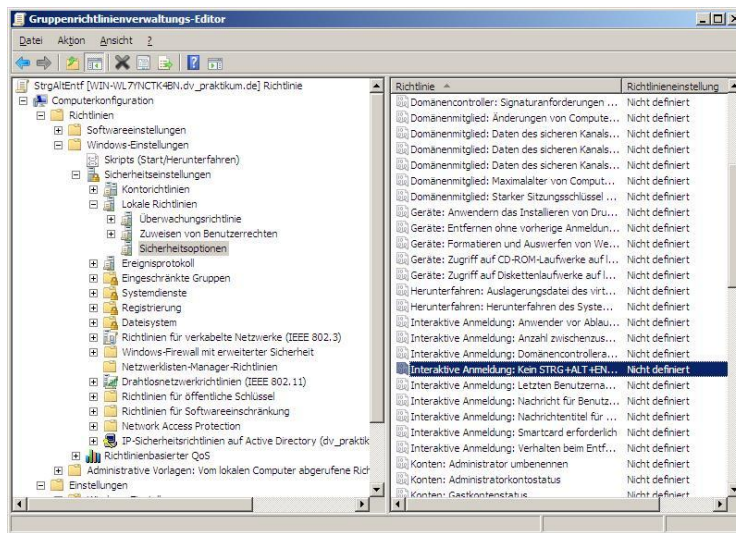 Gruppenrichtlinienverwaltungs-Editor
Datei Aktion Ansicht ?
StrgAltEntf [WIN-WL7YNCTK4BN.dv_praktikum.de] Richtlinie
Computerkonfiguration
Richtlinien
Softwareeinstellungen
Windows-Einstellungen
Skripts (Start/Herunterfahren)
Sicherheitseinstellungen
Kontorichtlinien
Lokale Richtlinien
Überwachungsrichtlinie
Zuweisen von Benutzerrechten
Sicherheitsoptionen
Ereignisprotokoll
Eingeschränkte Gruppen
Systemdienste
Registrierung
Dateisystem
Richtlinien für verkabelte Netzwerke (IEEE 802.3)
Windows-Firewall mit erweiterter Sicherheit
Netzwerklisten-Manager-Richtlinien
Drahtlosnetzwerkrichtlinien (IEEE 802.11)
Richtlinien für öffentliche Schlüssel
Richtlinien für Softwareeinschränkung
Network Access Protection
IP-Sicherheitsrichtlinien auf Active Directory (dv_praktik
Richtlinienbasierter QoS
Administrative Vorlagen: Vom lokalen Computer abgerufene Rich
Einstellungen
Richtlinie Richtlinieneinstellung
Domänencontroller: Signaturanforderungen ... Nicht definiert
Domänenmitglied: Änderungen von Compute... Nicht definiert
Domänenmitglied: Daten des sicheren Kanals... Nicht definiert
Domänenmitglied: Daten des sicheren Kanals... Nicht definiert
Domänenmitglied: Daten des sicheren Kanals... Nicht definiert
Domänenmitglied: Maximalalter von Comput... Nicht definiert
Domänenmitglied: Starker Sitzungsschlüssel ... Nicht definiert
Geräte: Anwendern das Installieren von Dru... Nicht definiert
Geräte: Entfernen ohne vorherige Anmeldun... Nicht definiert
Geräte: Formatieren und Auswerfen von We... Nicht definiert
Geräte: Zugriff auf CD-ROM-Laufwerke auf l... Nicht definiert
Geräte: Zugriff auf Diskettenlaufwerke auf l... Nicht definiert
Herunterfahren: Auslagerungsdatei des virt... Nicht definiert
Herunterfahren: Herunterfahren des Syste... Nicht definiert
Interaktive Anmeldung: Anwender vor Ablau... Nicht definiert
Interaktive Anmeldung: Anzahl zwischenzus... Nicht definiert
Interaktive Anmeldung: Domänencontrollera... Nicht definiert
Interaktive Anmeldung: Kein STRG+ALT+EN... Nicht definiert
Interaktive Anmeldung: Letzten Benutzerna... Nicht definiert
Interaktive Anmeldung: Nachricht für Benutz... Nicht definiert
Interaktive Anmeldung: Nachrichtentitel für ... Nicht definiert
Interaktive Anmeldung: Smartcard erforderlich Nicht definiert
Interaktive Anmeldung: Verhalten beim Entf... Nicht definiert
Konten: Administrator umbenennen Nicht definiert
Konten: Administratorkontostatus Nicht definiert
Konten: Gastkontenstatus Nicht definiert